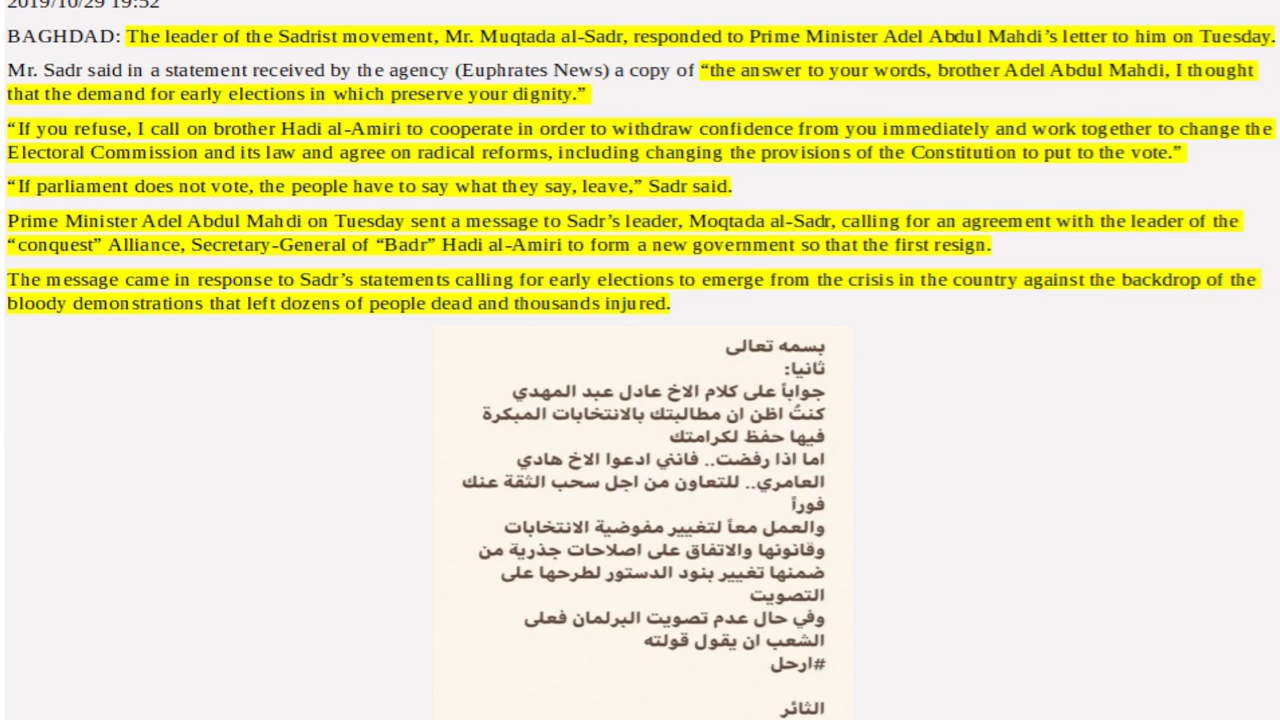 2019/10/29 19:52
BAGHDAD: The leader of the Sadrist movement, Mr. Muqtada al-Sadr, responded to Prime Minister Adel Abdul Mahdi’s letter to him on Tuesday.
Mr. Sadr said in a statement received by the agency (Euphrates News) a copy of “the answer to your words, brother Adel Abdul Mahdi, I thought
that the demand for early elections in which preserve your dignity.”
“If you refuse, I call on brother Hadi al-Amiri to cooperate in order to withdraw confidence from you immediately and work together to change the
Electoral Commission and its law and agree on radical reforms, including changing the provisions of the Constitution to put to the vote.”
“If parliament does not vote, the people have to say what they say, leave,” Sadr said.
Prime Minister Adel Abdul Mahdi on Tuesday sent a message to Sadr’s leader, Moqtada al-Sadr, calling for an agreement with the leader of the
“conquest” Alliance, Secretary-General of “Badr” Hadi al-Amiri to form a new government so that the first resign.
The message came in response to Sadr’s statements calling for early elections to emerge from the crisis in the country against the backdrop of the
bloody demonstrations that left dozens of people dead and thousands injured.
بسمه تعالى
ثانيا:
جواباً على كلام الاخ عادل عبد المهدي
كنتُ اظن ان مطالبتك بالانتخابات المبكرة
فيها حفظ لكرامتك
اما اذا رفضت.. فانني ادعوا الاخ هادي
العامري.. للتعاون من اجل سحب الثقة عنك
فوراً
والعمل معاً لتغيير مفوضية الانتخابات
وقانونها والاتفاق على اصلاحات جذرية من
ضمنها تغيير بنود الدستور لطرحها على
التصويت
وفي حال عدم تصويت البرلمان فعلى
الشعب ان يقول قولته
#ارحل
الثائر